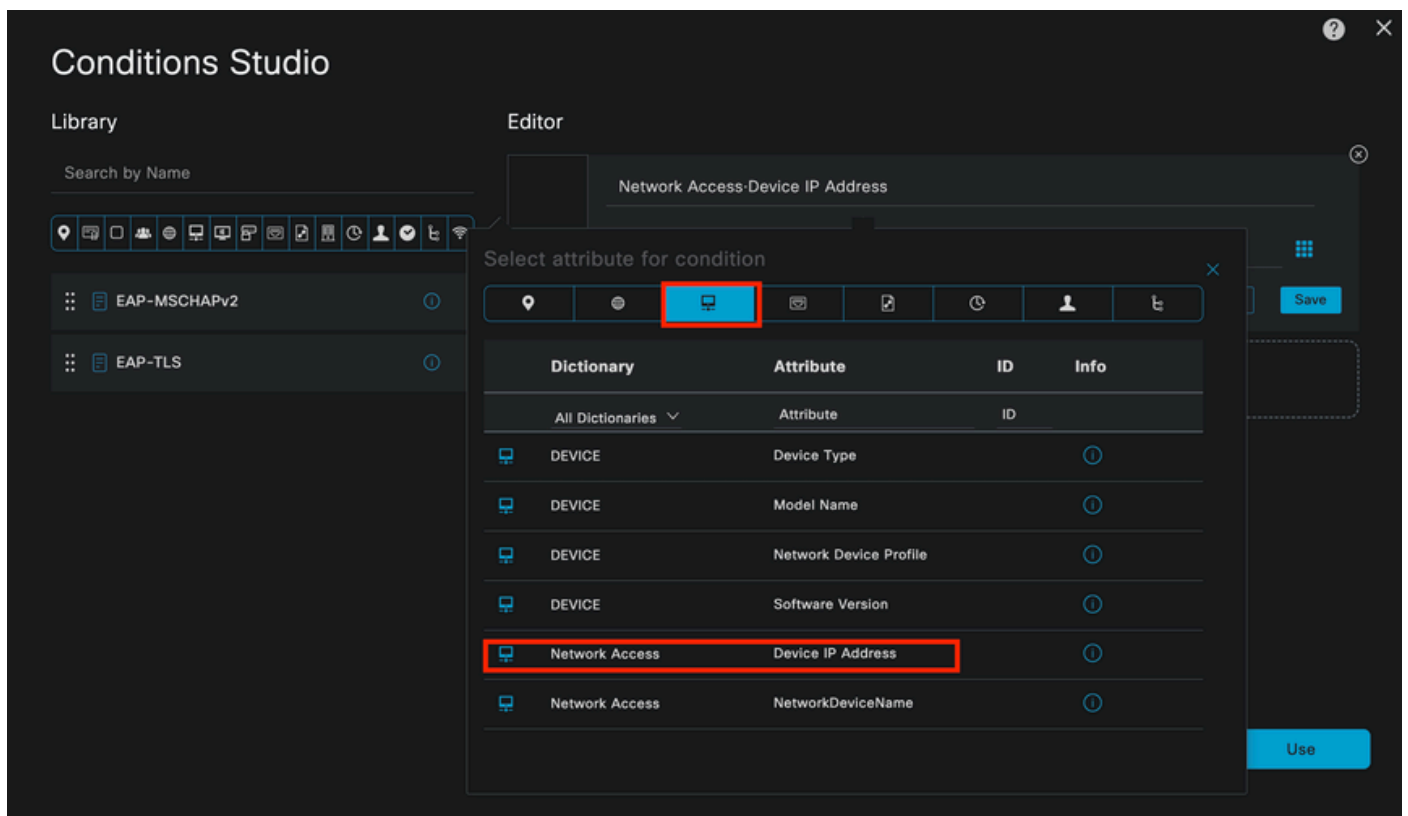 Conditions Studio
Library
Editor
Search by Name
Network Access·Device IP Address
Select attribute for condition
EAP-MSCHAPv2
Save
EAP-TLS
Dictionary Attribute ID Info
All Dictionaries Attribute ID
DEVICE Device Type
DEVICE Model Name
DEVICE Network Device Profile
DEVICE Software Version
Network Access Device IP Address
Network Access NetworkDeviceName
Use